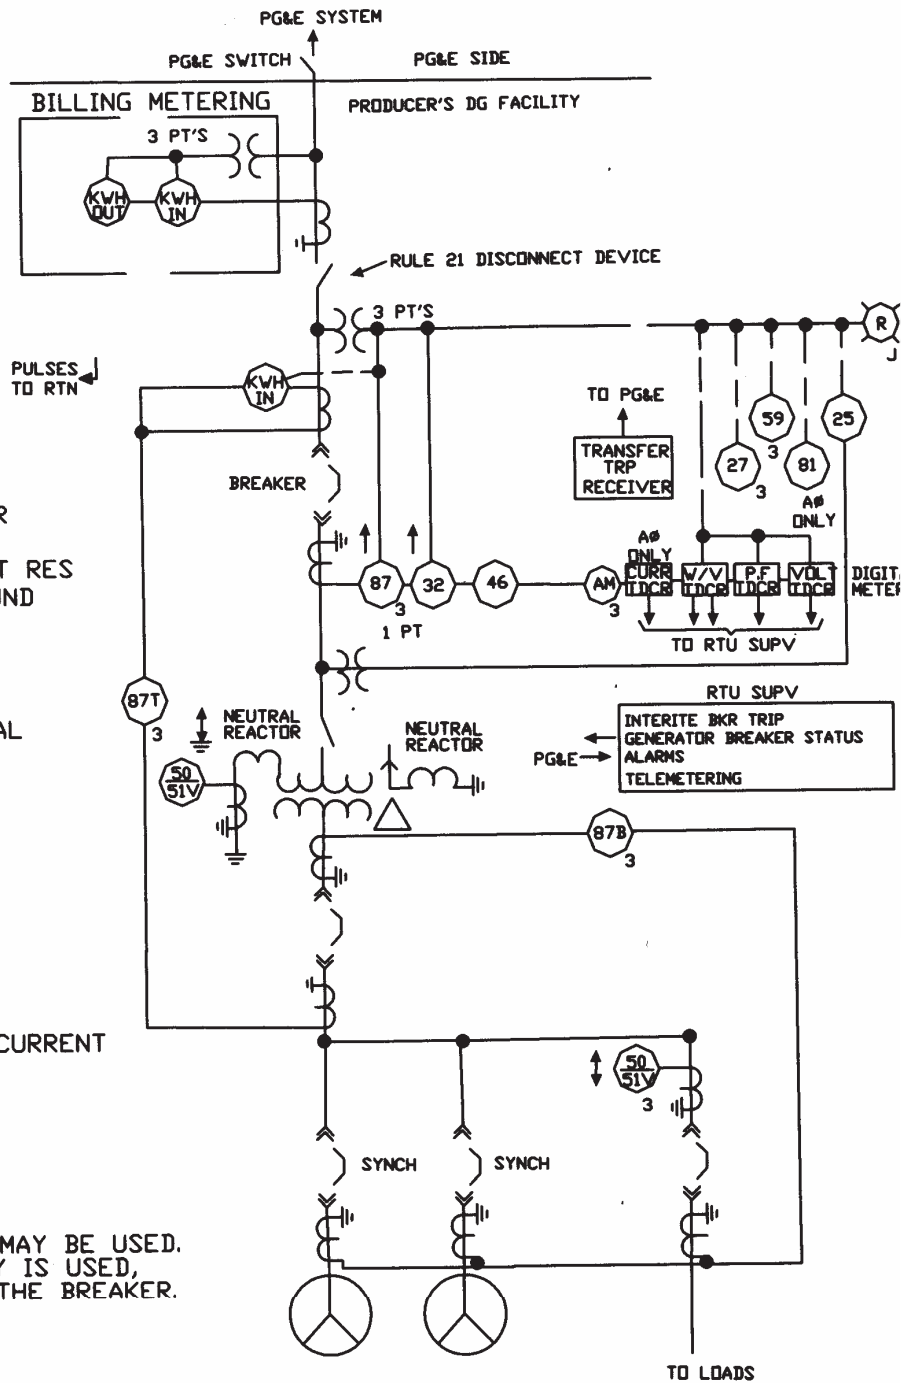 PG&E SYSTEM
PG&E SWITCH
PG&E SIDE
BILLING METERING
PRODUCER'S DG FACILITY
3 PT'S
KWH
OUT
KWH
IN
RULE 21 DISCONNECT DEVICE
3 PT'S
R
J
PULSES
TO RTN
KWH
IN
TO PG&E
TRANSFER
TRP
RECEIVER
59
3
25
27
3
81
AØ
ONLY
BREAKER
R
T RES
UND
AØ
ONLY
87
3
32
46
AM
3
CURR
TDCR
W/V
TDCR
P.F
TDCR
VOLT
TDCR
DIGIT
METER
1 PT
TO RTU SUPV
87T
3
AL
NEUTRAL
REACTOR
NEUTRAL
REACTOR
50
51V
RTU SUPV
INTERITE BKR TRIP
GENERATOR BREAKER STATUS
PG&E
ALARMS
TELEMETERING
87B
3
CURRENT
50
51V
3
SYNCH
SYNCH
MAY BE USED.
Y IS USED,
THE BREAKER.
TO LOADS